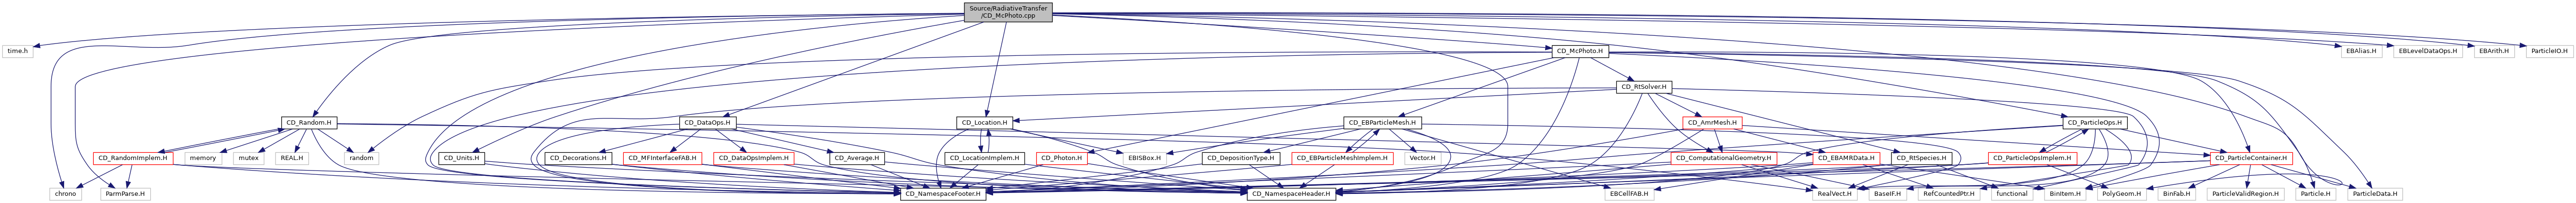 Source/RadiativeTransfer
/CD_McPhoto.cpp
time.h
CD_McPhoto.H
EBAlias.H
EBLevelDataOps.H
EBArith.H
ParticleIO.H
CD_RtSolver.H
CD_Random.H
CD_DataOps.H
CD_Location.H
CD_EBParticleMesh.H
CD_AmrMesh.H
CD_ParticleOps.H
CD_RandomImplem.H
memory
mutex
REAL.H
random
CD_Units.H
CD_Decorations.H
CD_MFInterfaceFAB.H
CD_DataOpsImplem.H
CD_Average.H
CD_LocationImplem.H
CD_Photon.H
EBISBox.H
CD_DepositionType.H
CD_EBParticleMeshImplem.H
Vector.H
CD_ComputationalGeometry.H
CD_EBAMRData.H
CD_RtSpecies.H
CD_ParticleOpsImplem.H
CD_ParticleContainer.H
chrono
ParmParse.H
CD_NamespaceFooter.H
CD_NamespaceHeader.H
EBCellFAB.H
RealVect.H
BaseIF.H
RefCountedPtr.H
functional
BinItem.H
PolyGeom.H
BinFab.H
ParticleValidRegion.H
Particle.H
ParticleData.H